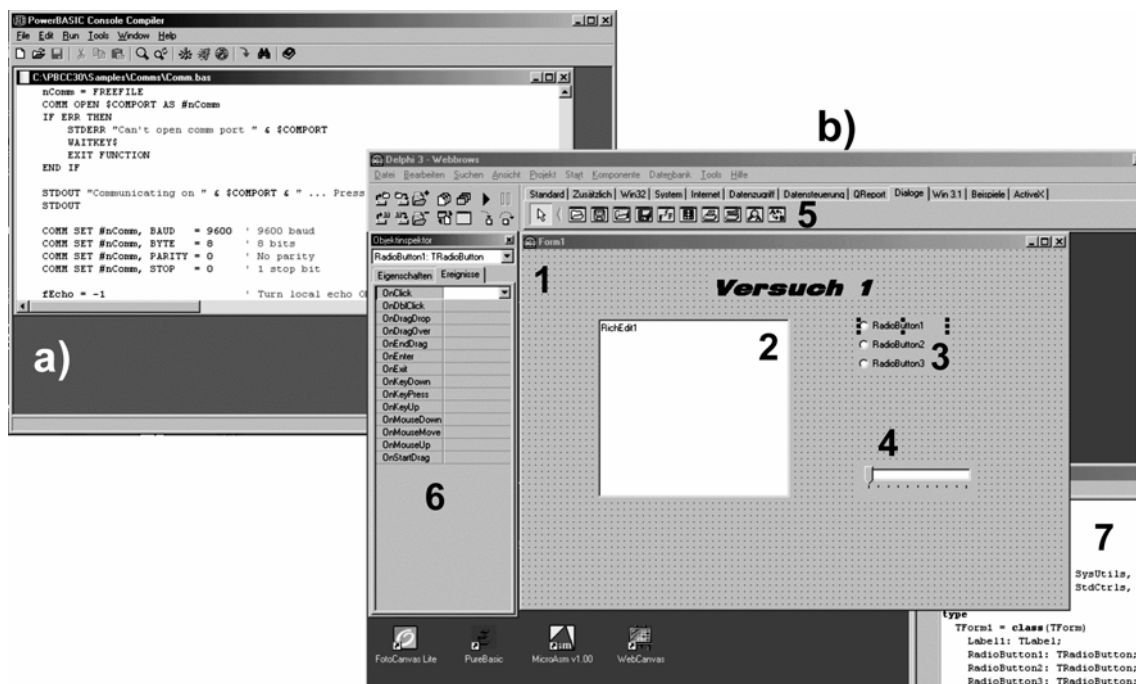 PowerBASIC Console Compiler
File Edit Run Tools Window Help
C:\PBCC30\Samples\Comms\Comm.bas
nComm = FREEFILE
COMM OPEN $COMPORT AS #nComm
IF ERR THEN
STDERR "Can't open comm port " & $COMPORT
WAITKEY$
EXIT FUNCTION
END IF
STDOUT "Communicating on " & $COMPORT & " ... Press
STDOUT
COMM SET #nComm, BAUD = 9600 ' 9600 baud
COMM SET #nComm, BYTE = 8 ' 8 bits
COMM SET #nComm, PARITY = 0 ' No parity
COMM SET #nComm, STOP = 0 ' 1 stop bit
fEcho = -1 ' Turn local echo
a)
b)
Delphi 3 - Webbrows
Datei Bearbeiten Suchen Ansicht Projekt Start Komponente Datenbank Tools Hilfe
Standard Zusätzlich Win32 System Internet Datenzugriff Datensteuerung QReport Dialoge Win 3.1 Beispiele ActiveX
5
Objektinspektor
RadioButton1: TRadioButton
Eigenschaften Ereignisse
OnClick
OnDblClick
OnDragDrop
OnDragOver
OnEndDrag
OnEnter
OnExit
OnKeyDown
OnKeyPress
OnKeyUp
OnMouseDown
OnMouseMove
OnMouseUp
OnStartDrag
6
Form1
1
Versuch 1
RichEdit1
2
RadioButton1
RadioButton2
RadioButton3
3
4
7
SysUtils,
StdCtrls,
type
TForm1 = class(TForm)
Label1: TLabel;
RadioButton1: TRadioButton;
RadioButton2: TRadioButton;
RadioButton3: TRadioButton;
FotoCanvas Lite PureBasic MicroAsm v1.00 WebCanvas